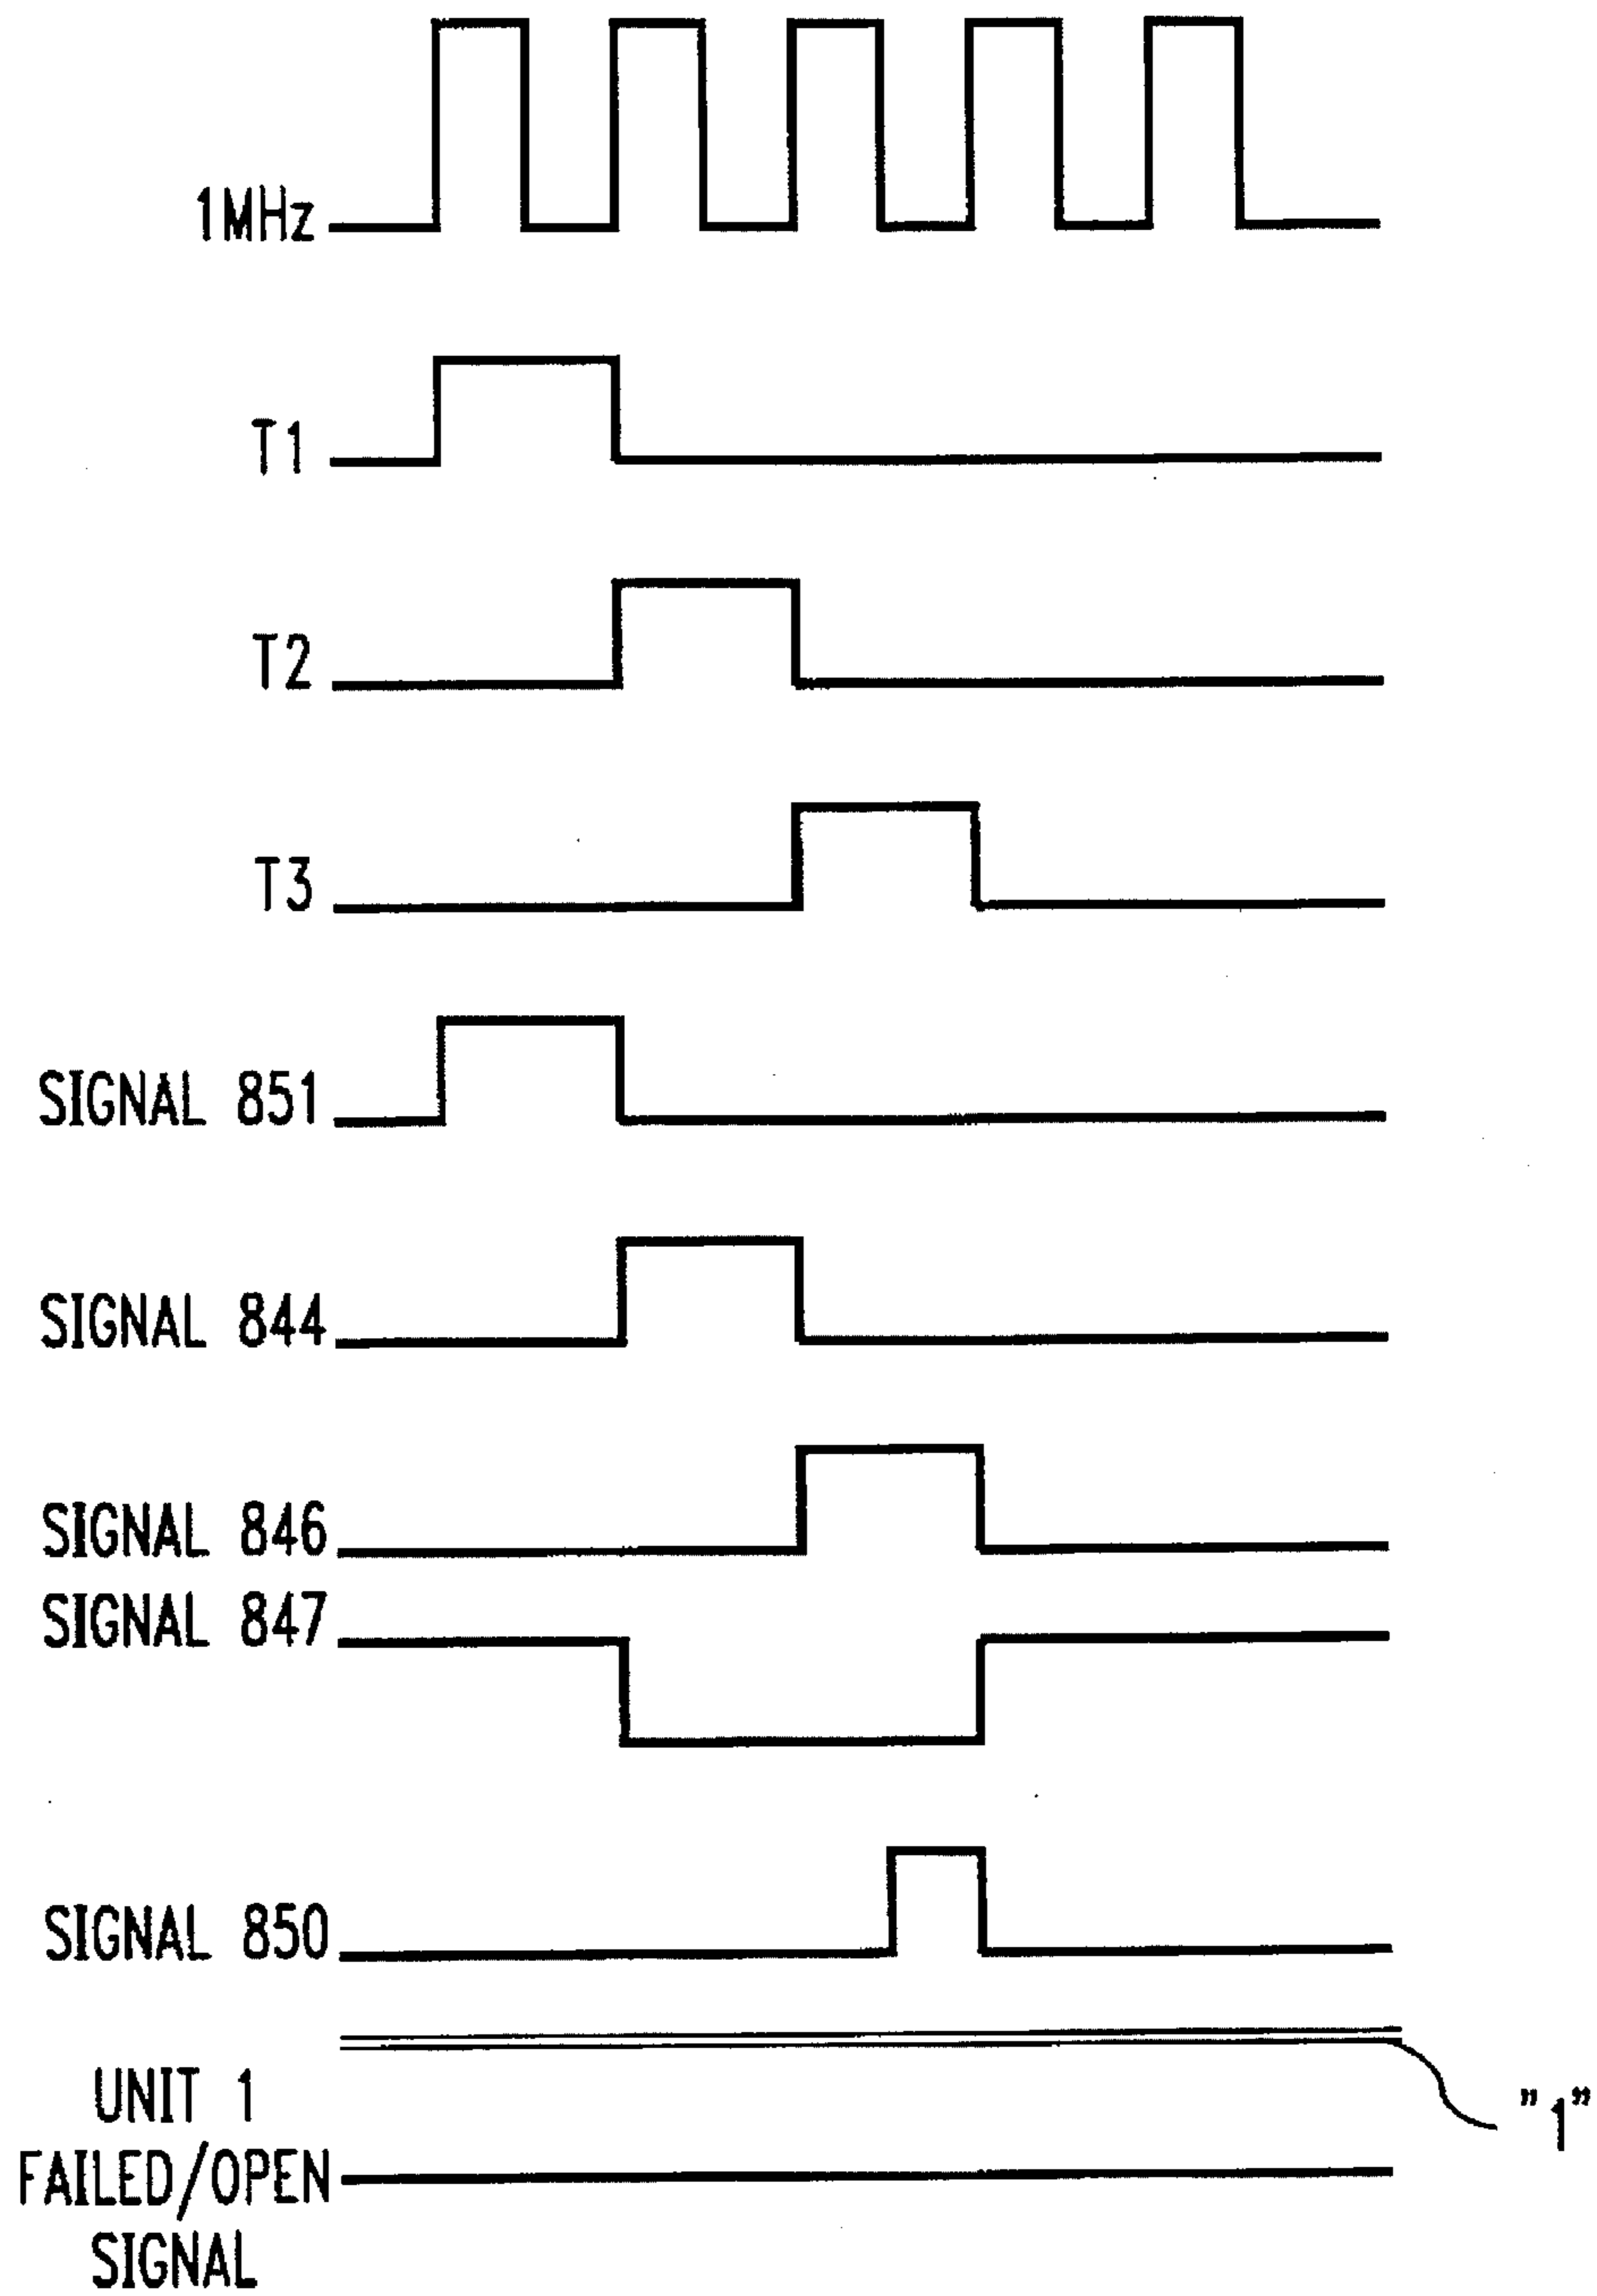 1MHz
T1
T2
T3
SIGNAL 851
SIGNAL 844
SIGNAL 846
SIGNAL 847
SIGNAL 850
UNIT 1
FAILED/OPEN
SIGNAL
"1"